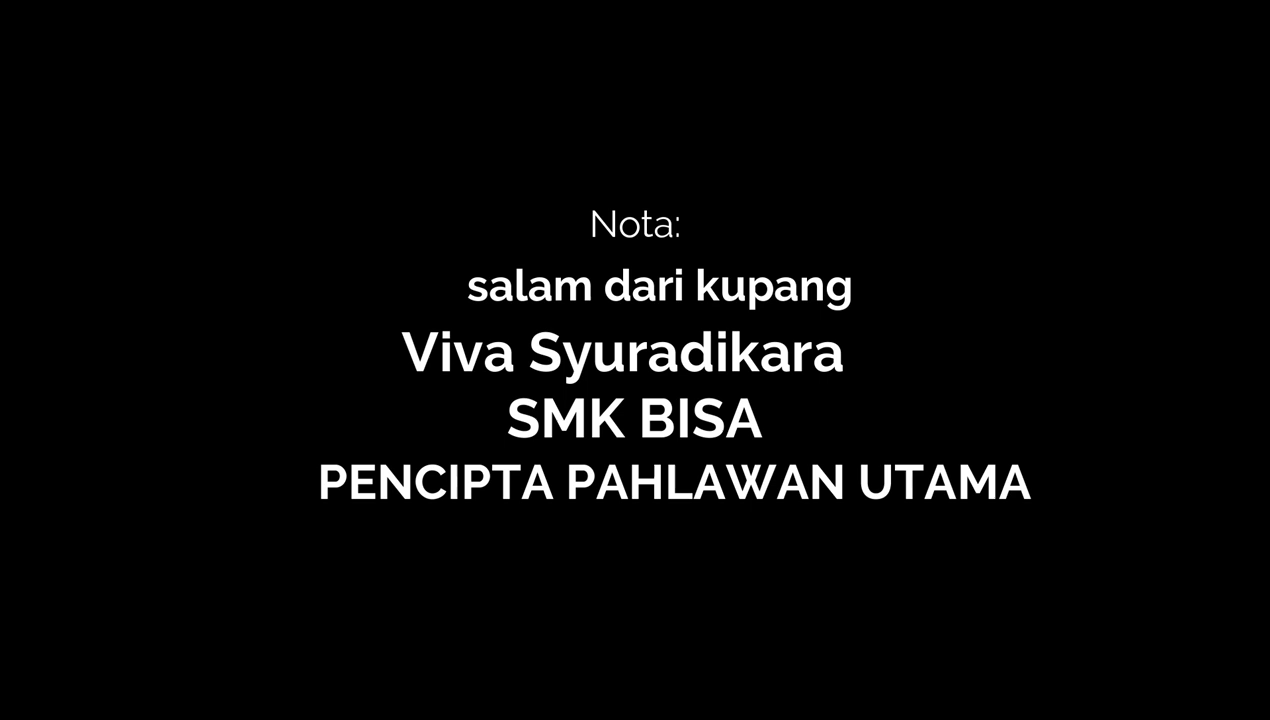 Nota:
salam dari kupang
Viva Syuradikara
SMK BISA
PENCIPTA PAHLAWAN UTAMA